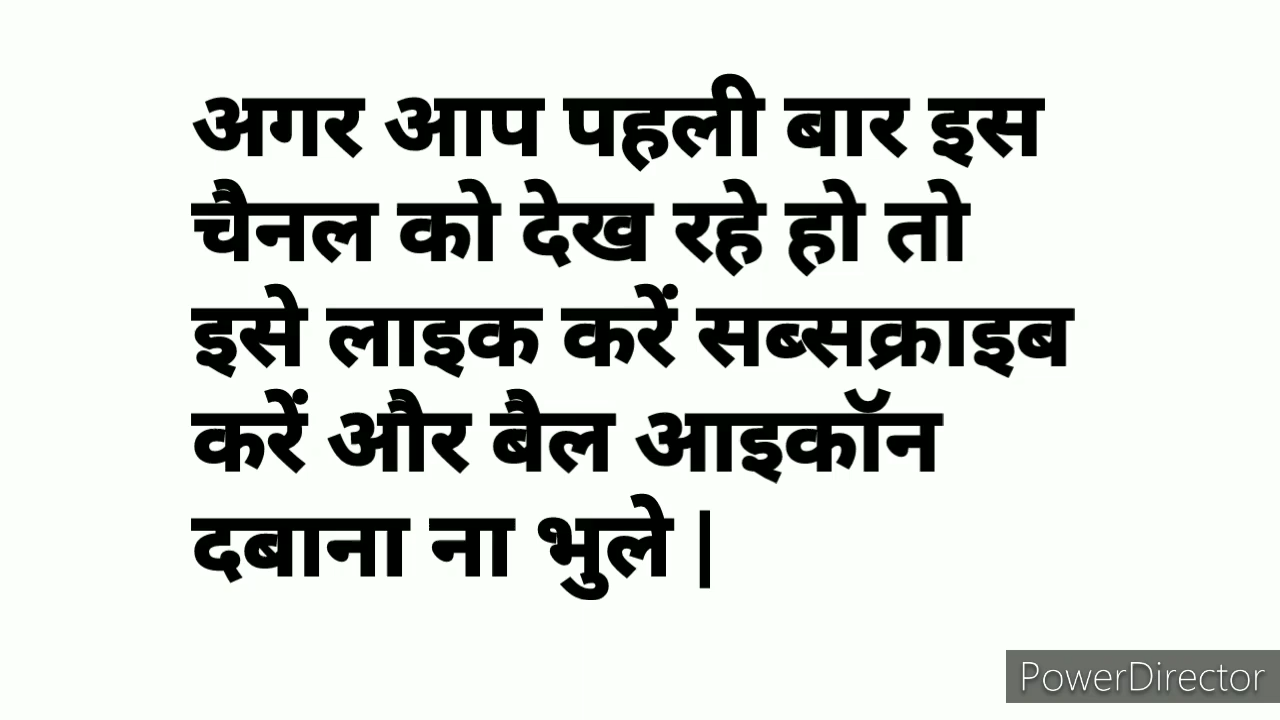 अगर आप पहली बार इस
चैनल को देख रहे हो तो
इसे लाइक करें सब्सक्राइब
करें और बैल आइकॉन
दबाना ना भुले |
PowerDirector